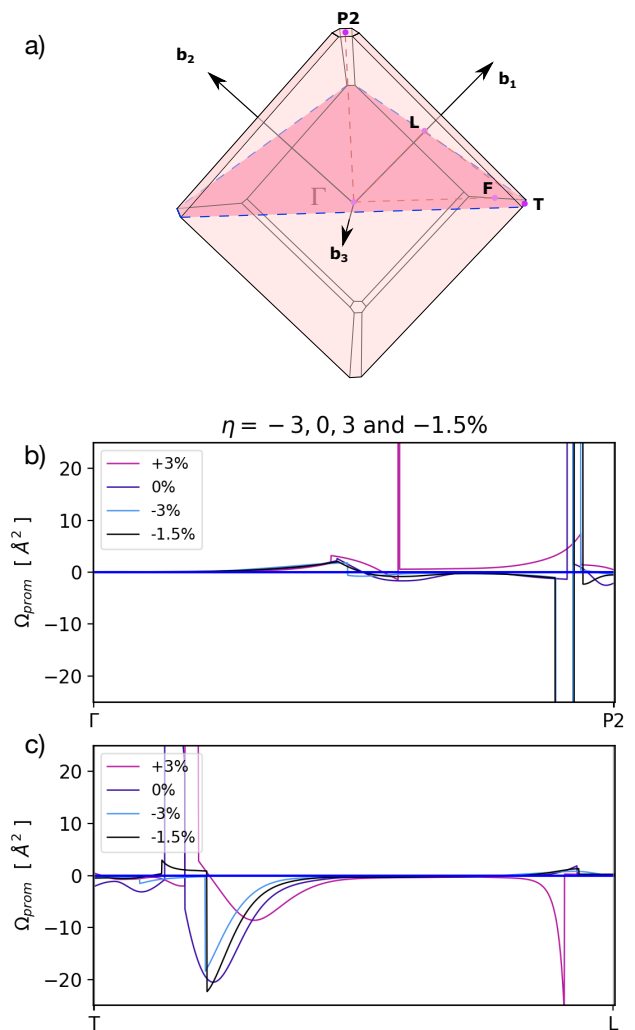 a)
P2
b₂
b₁
L
Γ
F
T
b₃
η = − 3, 0, 3 and −1.5%
b)
+3%
0%
-3%
-1.5%
Ω_prom [ Å² ]
20
10
0
−10
−20
Γ
P2
c)
+3%
0%
-3%
-1.5%
Ω_prom [ Å² ]
20
10
0
−10
−20
T
L